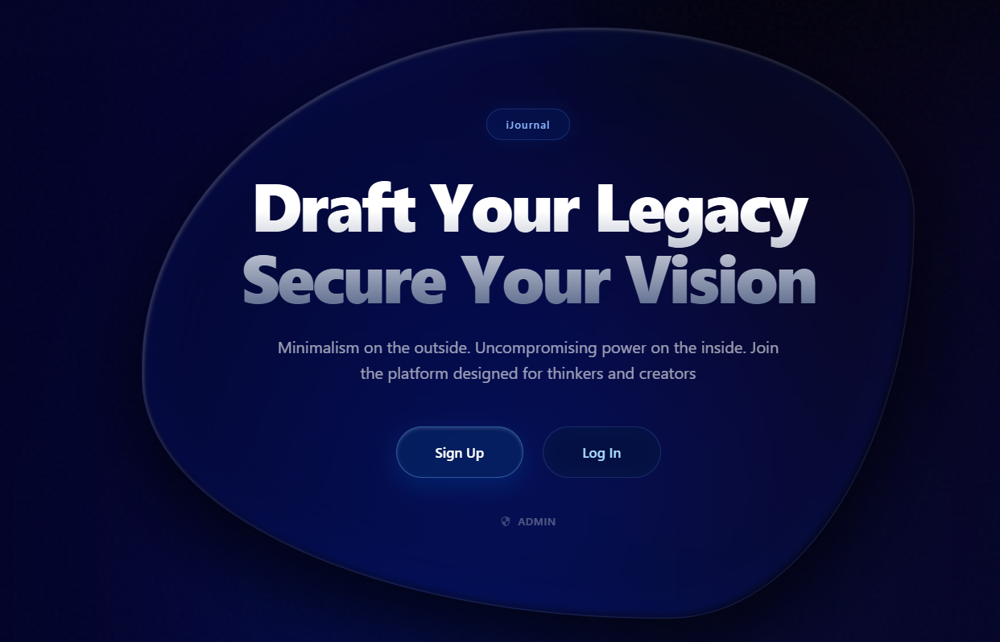 iJournal
Draft Your Legacy
Secure Your Vision
Minimalism on the outside. Uncompromising power on the inside. Join
the platform designed for thinkers and creators
Sign Up
Log In
ADMIN